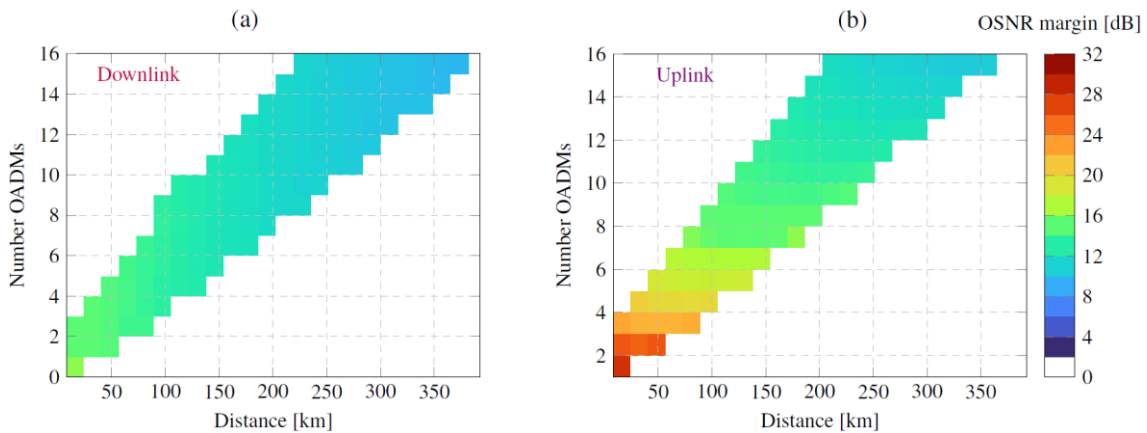 (a)
(b)
OSNR margin [dB]
Downlink
Number OADMs
16
14
12
10
8
6
4
2
0
50 100 150 200 250 300 350
Distance [km]
Uplink
Number OADMs
16
14
12
10
8
6
4
2
50 100 150 200 250 300 350
Distance [km]
32
28
24
20
16
12
8
4
0